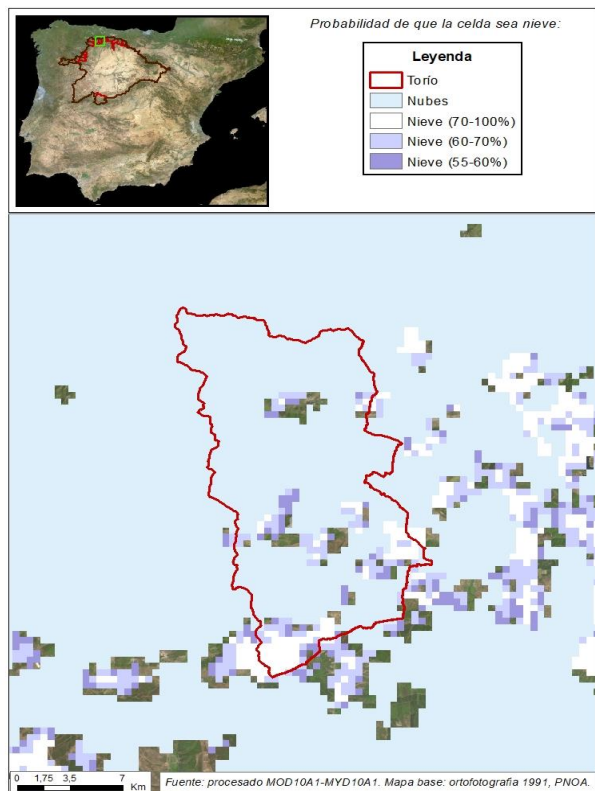 Probabilidad de que la celda sea nieve:
Leyenda
Torío
Nubes
Nieve (70-100%)
Nieve (60-70%)
Nieve (55-60%)
0 1,75 3,5 7
Km
Fuente: procesado MOD10A1-MYD10A1. Mapa base: ortofotografia 1991, PNOA.